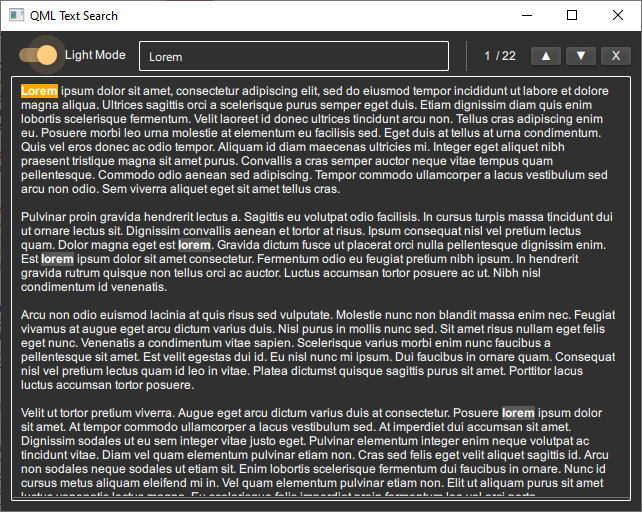 QML Text Search
Light Mode
Lorem
1 / 22
▲
▼
X
Lorem ipsum dolor sit amet, consectetur adipiscing elit, sed do eiusmod tempor incididunt ut labore et dolore
magna aliqua. Ultrices sagittis orci a scelerisque purus semper eget duis. Etiam dignissim diam quis enim
lobortis scelerisque fermentum. Velit laoreet id donec ultrices tincidunt arcu non. Tellus cras adipiscing enim
eu. Posuere morbi leo urna molestie at elementum eu facilisis sed. Eget duis at tellus at urna condimentum.
Quis vel eros donec ac odio tempor. Aliquam id diam maecenas ultricies mi. Integer eget aliquet nibh
praesent tristique magna sit amet purus. Convallis a cras semper auctor neque vitae tempus quam
pellentesque. Commodo odio aenean sed adipiscing. Tempor commodo ullamcorper a lacus vestibulum sed
arcu non odio. Sem viverra aliquet eget sit amet tellus cras.
Pulvinar proin gravida hendrerit lectus a. Sagittis eu volutpat odio facilisis. In cursus turpis massa tincidunt dui
ut ornare lectus sit. Dignissim convallis aenean et tortor at risus. Ipsum consequat nisl vel pretium lectus
quam. Dolor magna eget est lorem. Gravida dictum fusce ut placerat orci nulla pellentesque dignissim enim.
Est lorem ipsum dolor sit amet consectetur. Fermentum odio eu feugiat pretium nibh ipsum. In hendrerit
gravida rutrum quisque non tellus orci ac auctor. Luctus accumsan tortor posuere ac ut. Nibh nisl
condimentum id venenatis.
Arcu non odio euismod lacinia at quis risus sed vulputate. Molestie nunc non blandit massa enim nec. Feugiat
vivamus at augue eget arcu dictum varius duis. Nisl purus in mollis nunc sed. Sit amet risus nullam eget felis
eget nunc. Venenatis a condimentum vitae sapien. Scelerisque varius morbi enim nunc faucibus a
pellentesque sit amet. Est velit egestas dui id. Eu nisl nunc mi ipsum. Dui faucibus in ornare quam. Consequat
nisl vel pretium lectus quam id leo in vitae. Platea dictumst quisque sagittis purus sit amet. Porttitor lacus
luctus accumsan tortor posuere.
Velit ut tortor pretium viverra. Augue eget arcu dictum varius duis at consectetur. Posuere lorem ipsum dolor
sit amet. At tempor commodo ullamcorper a lacus vestibulum sed. At imperdiet dui accumsan sit amet.
Dignissim sodales ut eu sem integer vitae justo eget. Pulvinar elementum integer enim neque volutpat ac
tincidunt vitae. Diam vel quam elementum pulvinar etiam non. Cras sed felis eget velit aliquet sagittis id. Arcu
non sodales neque sodales ut etiam sit. Enim lobortis scelerisque fermentum dui faucibus in ornare. Nunc id
cursus metus aliquam eleifend mi in. Vel quam elementum pulvinar etiam non. Elit ut aliquam purus sit amet
luctus venenatis lectus magna. Eu scelerisque felis imperdiet proin fermentum leo vel orci porta.